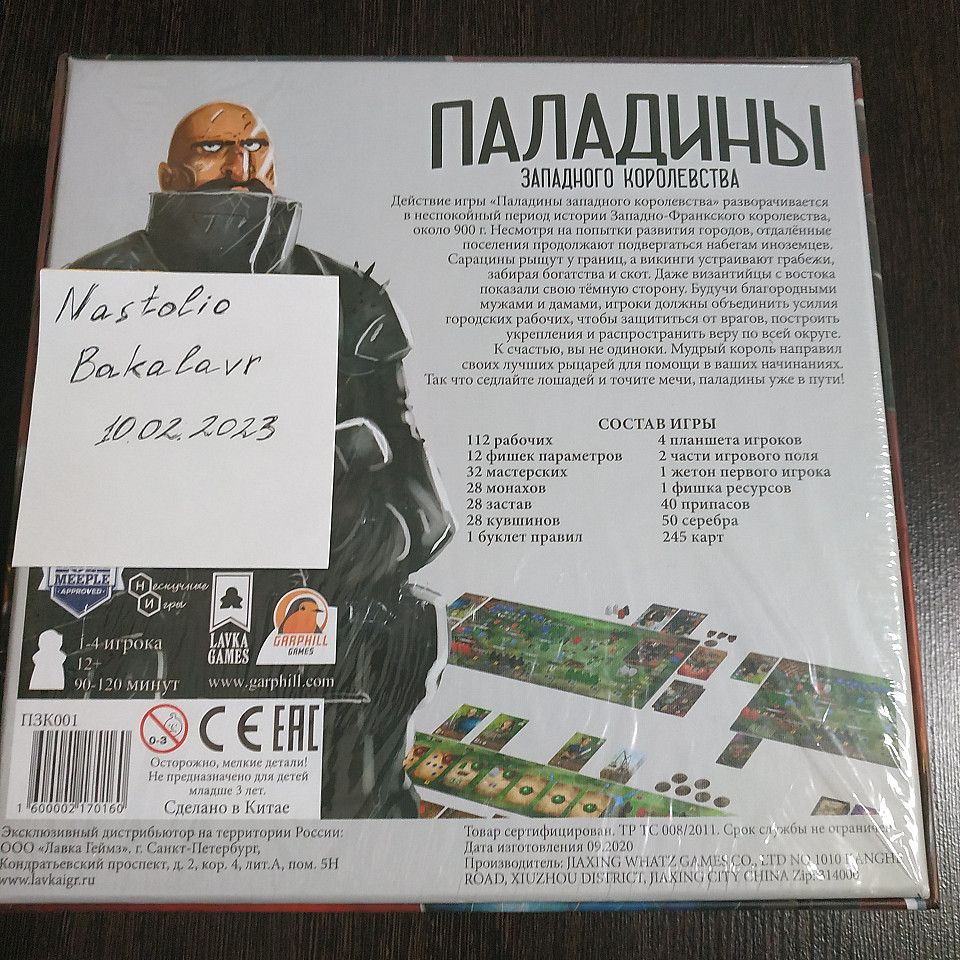 ПАЛАДИНЫ
ЗАПАДНОГО КОРОЛЕВСТВА
Действие игры «Паладины западного королевства» разворачивается
в неспокойный период истории Западно-Франкского королевства,
около 900 г. Несмотря на попытки развития городов, отдалённые
поселения продолжают подвергаться набегам иноземцев.
Сарацины рыщут у границ, а викинги устраивают грабежи,
забирая богатства и скот. Даже византийцы с востока
показали свою тёмную сторону. Будучи благородными
мужами и дамами, игроки должны объединить усилия
городских рабочих, чтобы защититься от врагов, построить
укрепления и распространить веру по всей округе.
К счастью, вы не одиноки. Мудрый король направил
своих лучших рыцарей для помощи в ваших начинаниях.
Так что седлайте лошадей и точите мечи, паладины уже в пути!
Nastolio
Bakalavr
10.02.2023
СОСТАВ ИГРЫ
112 рабочих
12 фишек параметров
32 мастерских
28 монахов
28 застав
28 кувшинов
1 буклет правил
4 планшета игроков
2 части игрового поля
1 жетон первого игрока
1 фишка ресурсов
40 припасов
50 серебра
245 карт
MEEPLE
APPROVED
Нескучные
Игры
LAVKA
GAMES
GARPHILL
GAMES
1-4 игрока
12+
90-120 минут
www.garphill.com
ПЗК001
0-3
CE EAC
Осторожно, мелкие детали!
Не предназначено для детей
младше 3 лет.
Сделано в Китае
1 600002 170160
Эксклюзивный дистрибьютор на территории России:
ООО «Лавка Геймз». г. Санкт-Петербург,
Кондратьевский проспект, д. 2, кор. 4, лит.А, пом. 5Н
www.lavkaigr.ru
Товар сертифицирован. ТР ТС 008/2011. Срок службы не ограничен.
Дата изготовления 09.2020
Производитель: JIAXING WHATZ GAMES CO., LTD NO 1010
ROAD, XIUZHOU DISTRICT, JIAXING CITY CHINA Zip: 314000